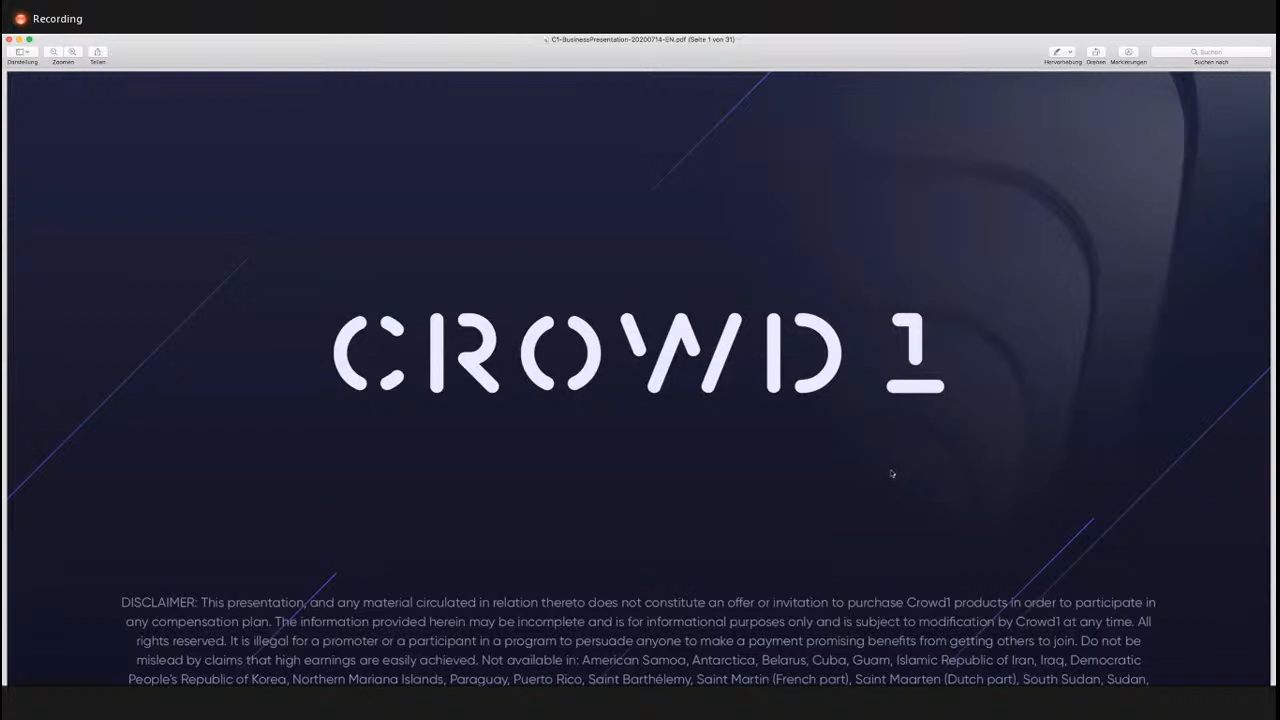 Recording
C1-BusinessPresentation-20200714-EN.pdf (Seite 1 von 31)
Darstellung
Zoomen
Teilen
Hervorhebung
Drehen
Markierungen
Suchen
Suchen nach
CROWD 1
DISCLAIMER: This presentation, and any material circulated in relation thereto does not constitute an offer or invitation to purchase Crowd1 products in order to participate in
any compensation plan. The information provided herein may be incomplete and is for informational purposes only and is subject to modification by Crowd1 at any time. All
rights reserved. It is illegal for a promoter or a participant in a program to persuade anyone to make a payment promising benefits from getting others to join. Do not be
mislead by claims that high earnings are easily achieved. Not available in: American Samoa, Antarctica, Belarus, Cuba, Guam, Islamic Republic of Iran, Iraq, Democratic
People's Republic of Korea, Northern Mariana Islands, Paraguay, Puerto Rico, Saint Barthélemy, Saint Martin (French part), Saint Maarten (Dutch part), South Sudan, Sudan,